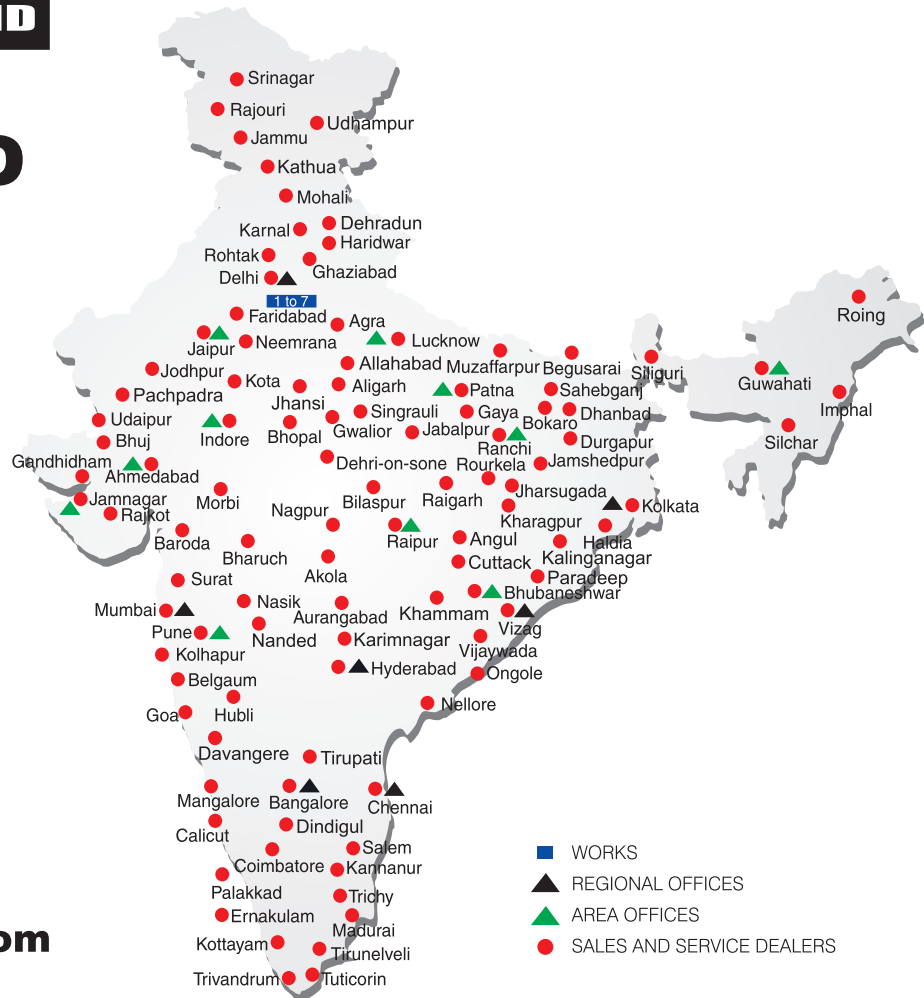 Srinagar
Rajouri
Udhampur
Jammu
Kathua
Mohali
Dehradun
Karnal
Haridwar
Rohtak
Ghaziabad
Delhi
1 to 7
Faridabad
Agra
Roing
Jaipur
Neemrana
Lucknow
Allahabad
Muzaffarpur
Begusarai
Siliguri
Guwahati
Jodhpur
Kota
Aligarh
Patna
Sahebganj
Pachpadra
Jhansi
Imphal
Udaipur
Singrauli
Gaya
Bokaro
Dhanbad
Indore
Bhopal
Gwalior
Jabalpur
Bhuj
Ranchi
Durgapur
Silchar
Gandhidham
Ahmedabad
Dehri-on-sone
Rourkela
Jamshedpur
Jamnagar
Morbi
Bilaspur
Raigarh
Jharsugada
Kolkata
Rajkot
Nagpur
Kharagpur
Baroda
Raipur
Angul
Haldia
Bharuch
Kalinganagar
Cuttack
Surat
Akola
Paradeep
Bhubaneshwar
Mumbai
Nasik
Aurangabad
Khammam
Vizag
Pune
Nanded
Karimnagar
Vijaywada
Kolhapur
Hyderabad
Ongole
Belgaum
Goa
Hubli
Nellore
Davangere
Tirupati
Mangalore
Bangalore
Chennai
Calicut
Dindigul
Coimbatore
Salem
Kannanur
Palakkad
Trichy
Ernakulam
Madurai
Kottayam
Tirunelveli
Trivandrum
Tuticorin
WORKS
REGIONAL OFFICES
AREA OFFICES
SALES AND SERVICE DEALERS
om